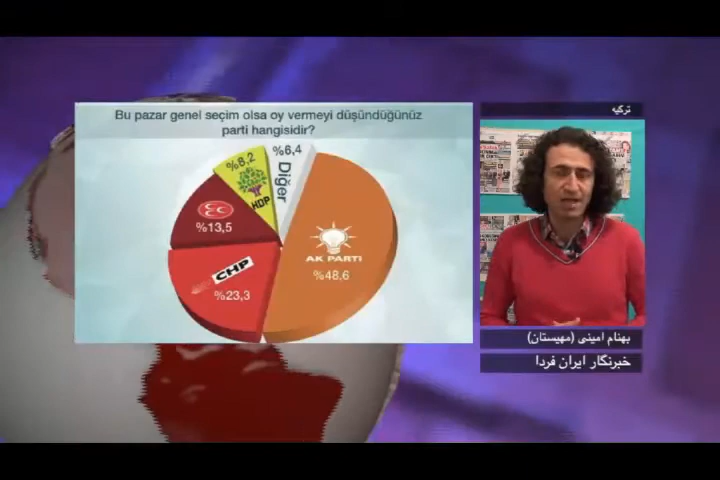 Bu pazar genel seçim olsa oy vermeyi düşündüğünüz
parti hangisidir?
%6,4
Diğer
%8,2
HDP
%13,5
CHP
%23,3
AK PARTİ
%48,6
ترکیه
بهنام امینی (مهیستان)
خبرنگار ایران فردا